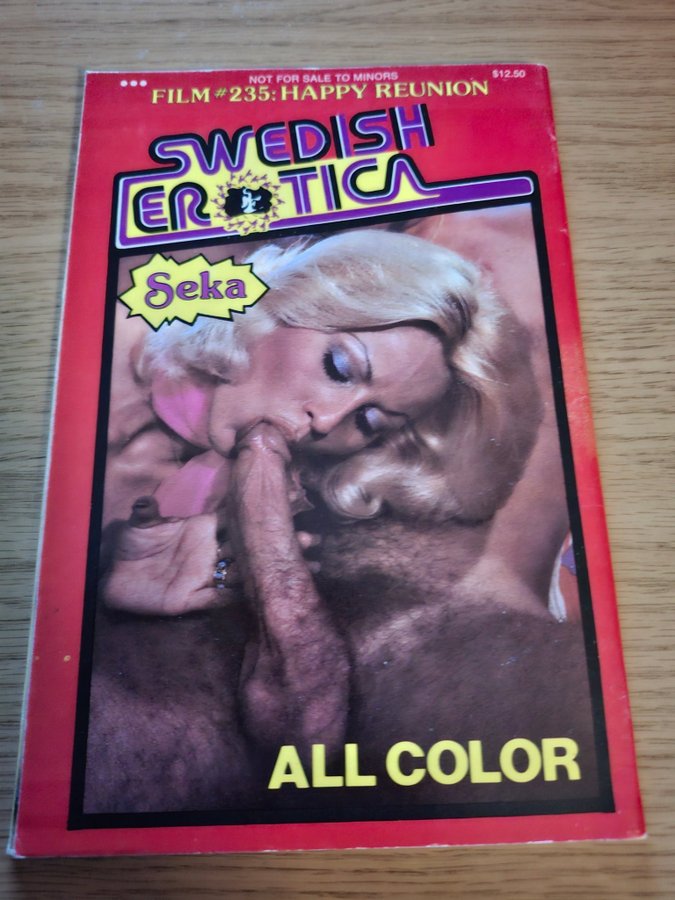 NOT FOR SALE TO MINORS
$12.50
FILM #235: HAPPY REUNION
SWEDISH
EROTICA
Seka
ALL COLOR